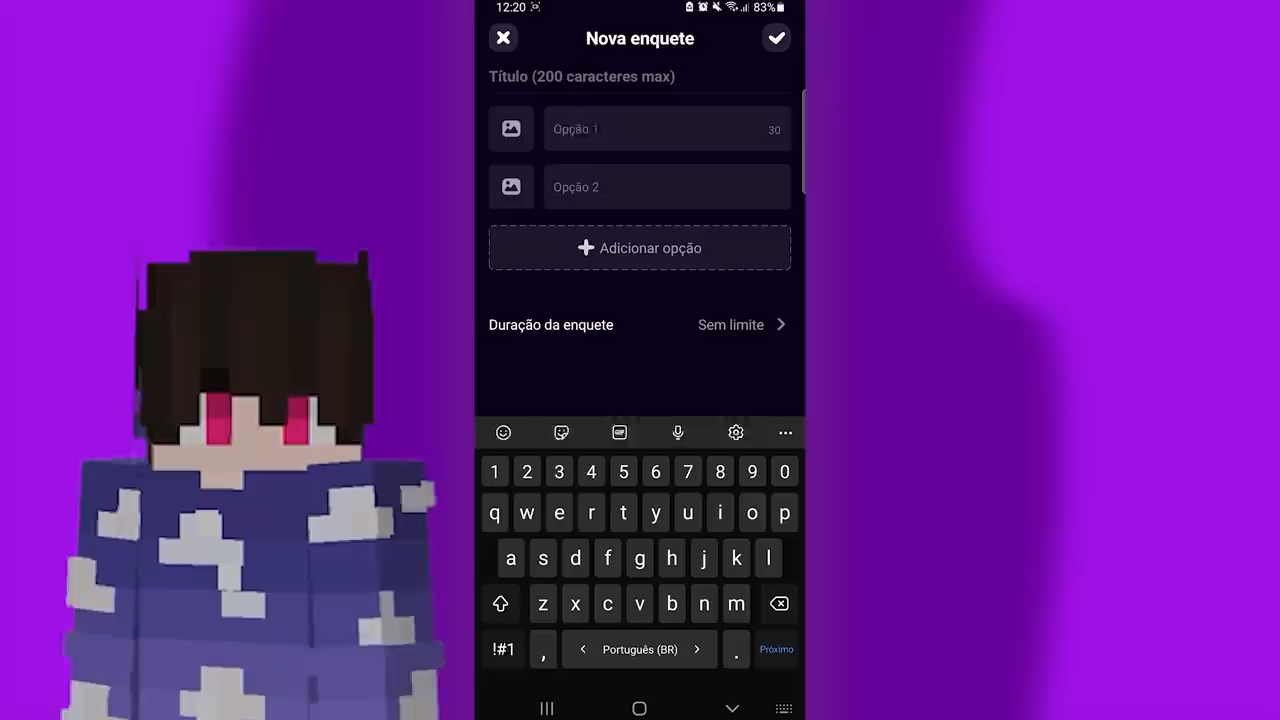 12:20 83%
Nova enquete
Título (200 caracteres max)
Opção 1 30
Opção 2
Adicionar opção
Duração da enquete Sem limite
GIF
1 2 3 4 5 6 7 8 9 0
q w e r t y u i o p
a s d f g h j k l
z x c v b n m
!#1 , < Português (BR) > . Próximo